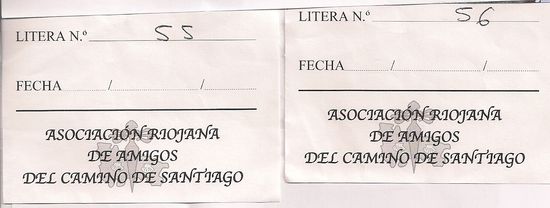 LITERA N.º 55
FECHA / /
ASOCIACIÓN RIOJANA
DE AMIGOS
DEL CAMINO DE SANTIAGO
LITERA N.º 56
FECHA / /
ASOCIACIÓN RIOJANA
DE AMIGOS
DEL CAMINO DE SANTIAGO